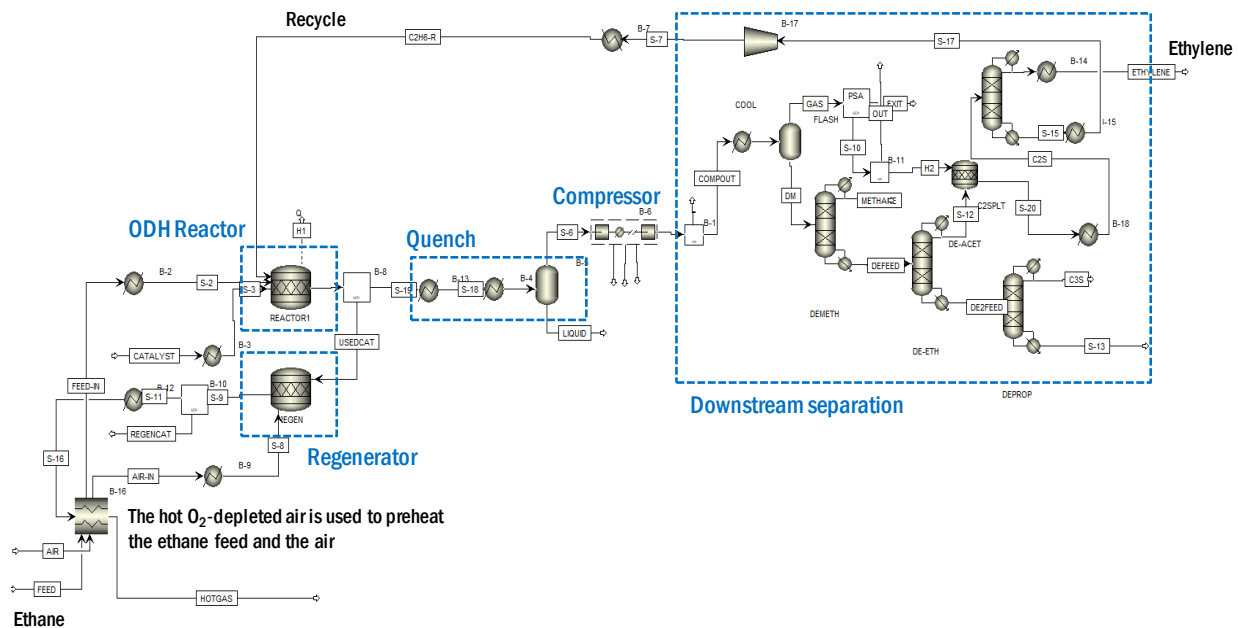 Recycle
C2H6-R
B-7
S-7
B-17
S-17
Ethylene
B-14
ETHYLENE
COOL
GAS
PSA
EXIT
FLASH
OUT
S-15
I-15
S-10
B-11
C2S
H2
COMPOUT
Compressor
B-6
DM
METHANE
C2SPLT
S-12
S-20
B-18
B-1
DE-ACET
ODH Reactor
Q
H1
Quench
S-6
B-2
S-2
S-3
B-8
S-19
B-13
S-18
B-4
DEFEED
C3S
REACTOR1
DE2FEED
LIQUID
USEDCAT
DEMETH
CATALYST
B-3
S-13
DE-ETH
FEED-IN
B-12
B-10
S-11
S-9
Downstream separation
DEPROP
REGENCAT
REGEN
S-8
Regenerator
S-16
AIR-IN
B-9
B-16
The hot O₂-depleted air is used to preheat
the ethane feed and the air
AIR
FEED
HOTGAS
Ethane